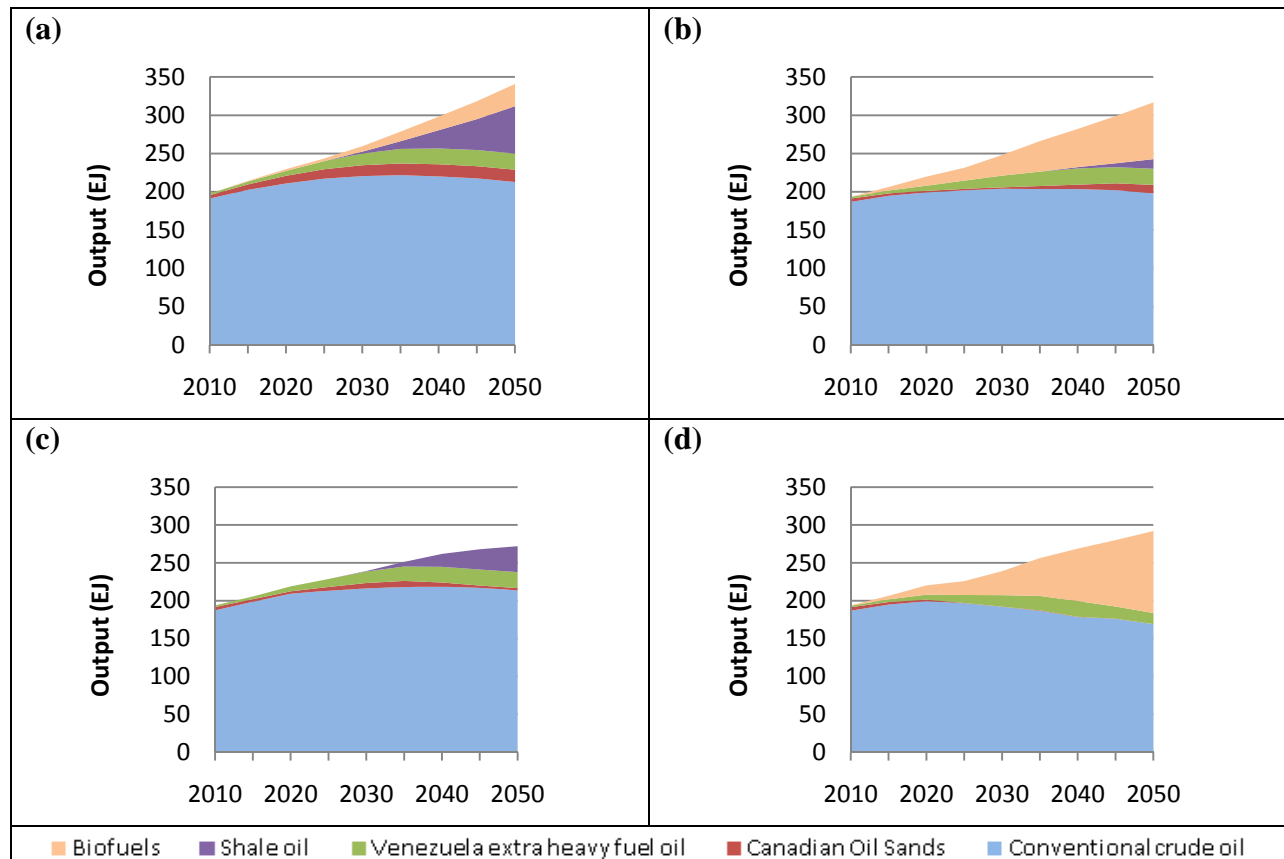 (a)
350
300
250
200
150
100
50
0
Output (EJ)
2010 2020 2030 2040 2050
(b)
350
300
250
200
150
100
50
0
Output (EJ)
2010 2020 2030 2040 2050
(c)
350
300
250
200
150
100
50
0
Output (EJ)
2010 2020 2030 2040 2050
(d)
350
300
250
200
150
100
50
0
Output (EJ)
2010 2020 2030 2040 2050
Biofuels Shale oil Venezuela extra heavy fuel oil Canadian Oil Sands Conventional crude oil